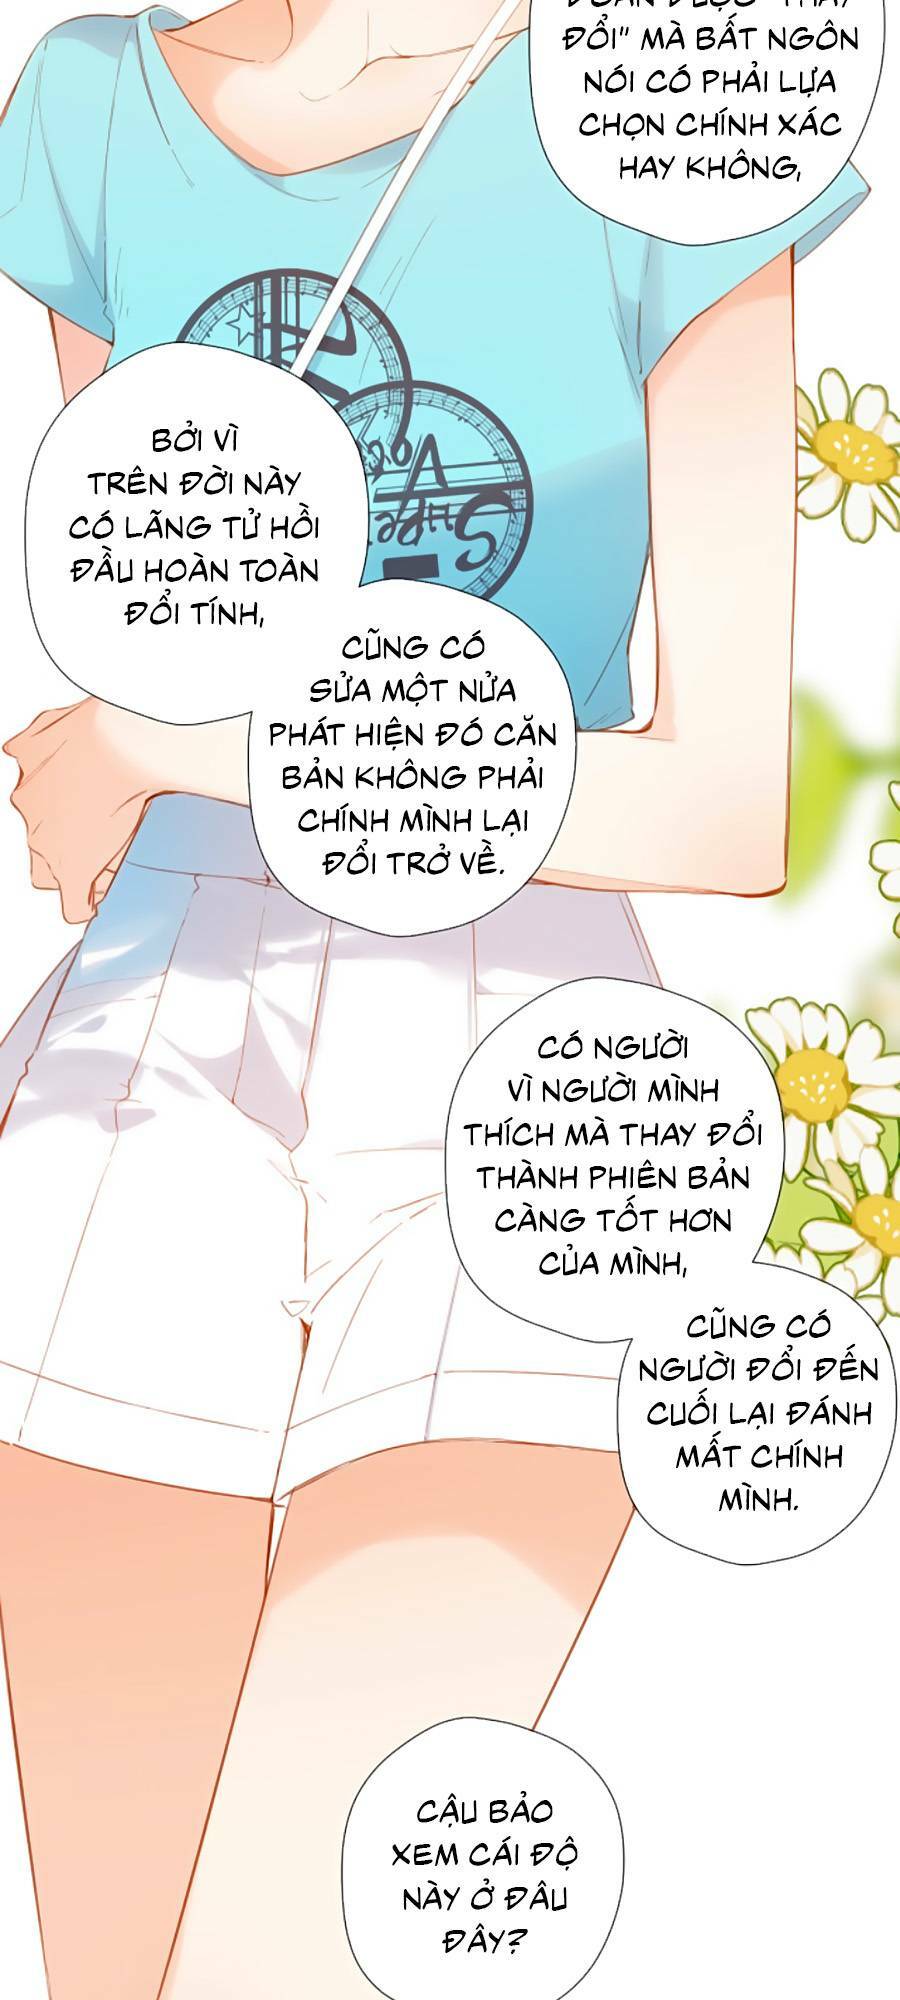 ĐỔI" MÀ BẤT NGÔN
NÓI CÓ PHẢI LỰA
CHỌN CHÍNH XÁC
HAY KHÔNG,
BỞI VÌ
TRÊN ĐỜI NÀY
CÓ LÃNG TỬ HỒI
ĐẦU HOÀN TOÀN
ĐỔI TÍNH,
CŨNG CÓ
SỬA MỘT NỬA
PHÁT HIỆN ĐÓ CĂN
BẢN KHÔNG PHẢI
CHÍNH MÌNH LẠI
ĐỔI TRỞ VỀ.
CÓ NGƯỜI
VÌ NGƯỜI MÌNH
THÍCH MÀ THAY ĐỔI
THÀNH PHIÊN BẢN
CÀNG TỐT HƠN
CỦA MÌNH,
CŨNG CÓ
NGƯỜI ĐỔI ĐẾN
CUỐI LẠI ĐÁNH
MẤT CHÍNH
MÌNH.
CẬU BẢO
XEM CÁI ĐỘ
NÀY Ở ĐÂU
ĐÂY?